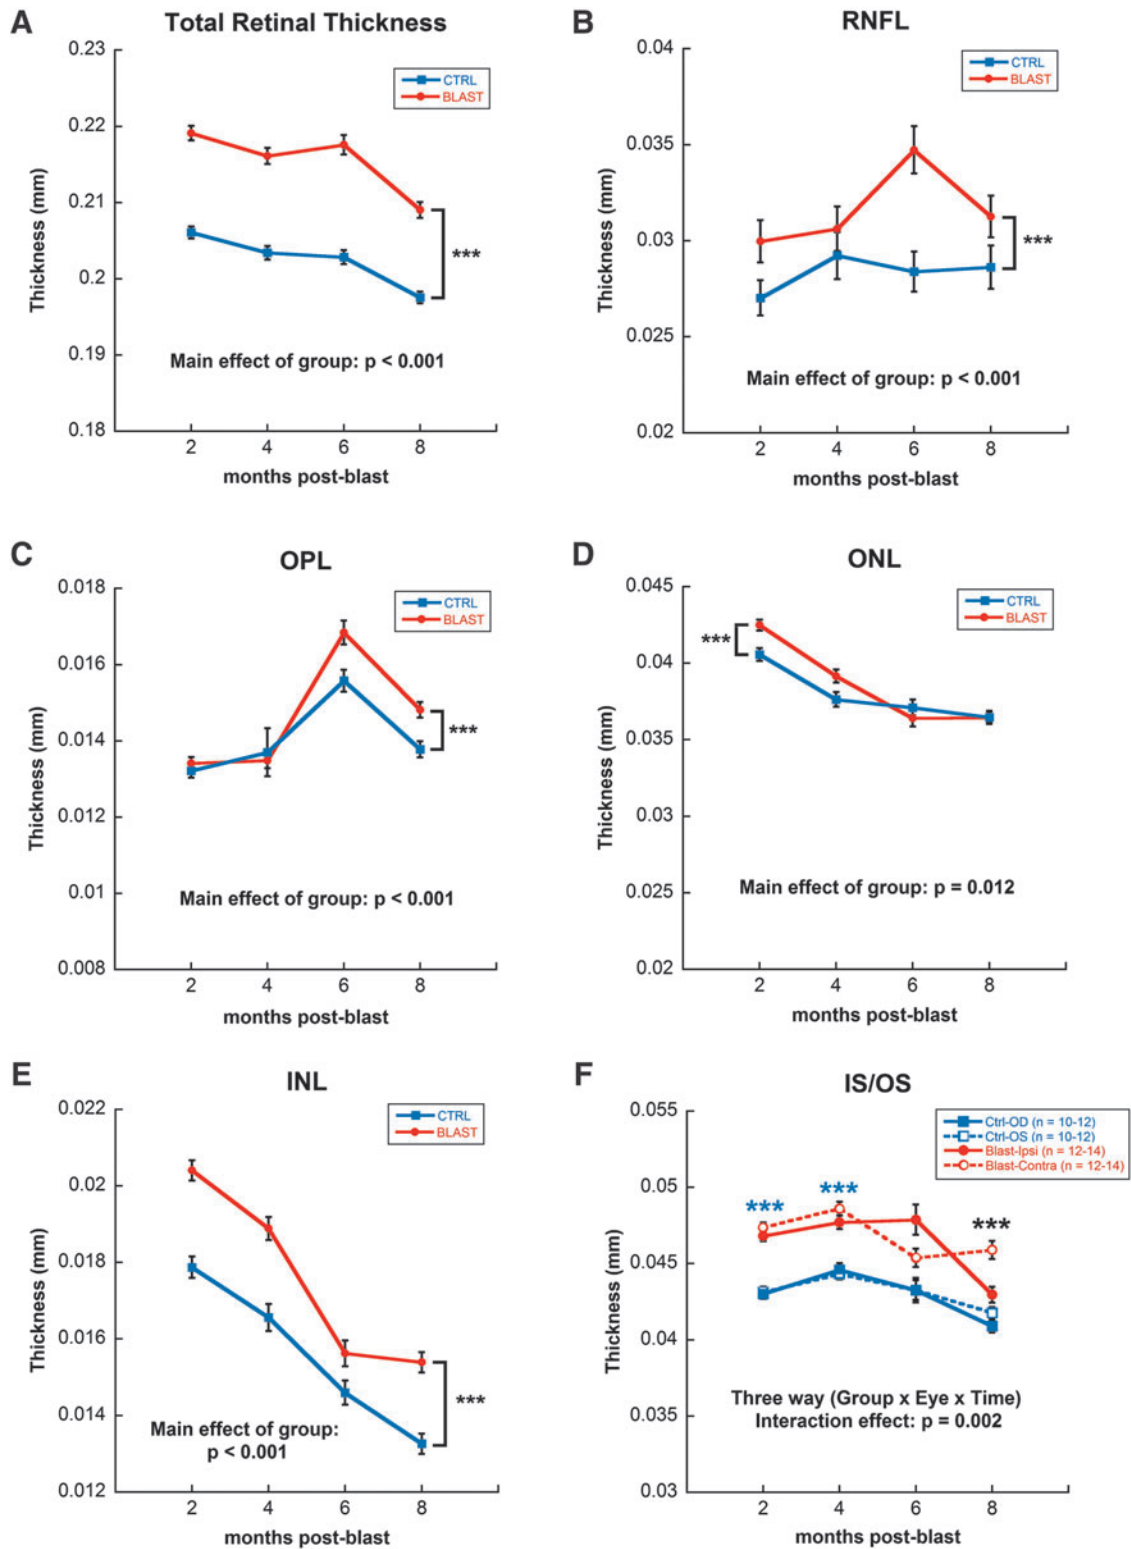 A
Total Retinal Thickness
0.23
0.22
0.21
0.2
0.19
0.18
Thickness (mm)
CTRL
BLAST
***
Main effect of group: p < 0.001
2 4 6 8
months post-blast
B
RNFL
0.04
0.035
0.03
0.025
0.02
Thickness (mm)
CTRL
BLAST
***
Main effect of group: p < 0.001
2 4 6 8
months post-blast
C
OPL
0.018
0.016
0.014
0.012
0.01
0.008
Thickness (mm)
CTRL
BLAST
***
Main effect of group: p < 0.001
2 4 6 8
months post-blast
D
ONL
0.045
0.04
0.035
0.03
0.025
0.02
Thickness (mm)
CTRL
BLAST
***
Main effect of group: p = 0.012
2 4 6 8
months post-blast
E
INL
0.022
0.02
0.018
0.016
0.014
0.012
Thickness (mm)
CTRL
BLAST
***
Main effect of group:
p < 0.001
2 4 6 8
months post-blast
F
IS/OS
0.055
0.05
0.045
0.04
0.035
0.03
Thickness (mm)
Ctrl-OD (n = 10-12)
Ctrl-OS (n = 10-12)
Blast-Ipsi (n = 12-14)
Blast-Contra (n = 12-14)
*** *** ***
Three way (Group x Eye x Time)
Interaction effect: p = 0.002
2 4 6 8
months post-blast